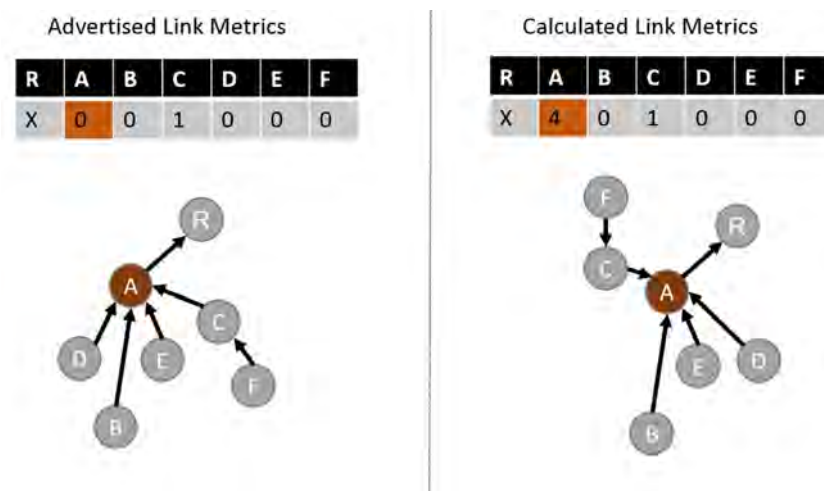 Advertised Link Metrics
R A B C D E F
X 0 0 1 0 0 0
R
A
C
D
E
F
B
Calculated Link Metrics
R A B C D E F
X 4 0 1 0 0 0
F
R
C
A
E
D
B